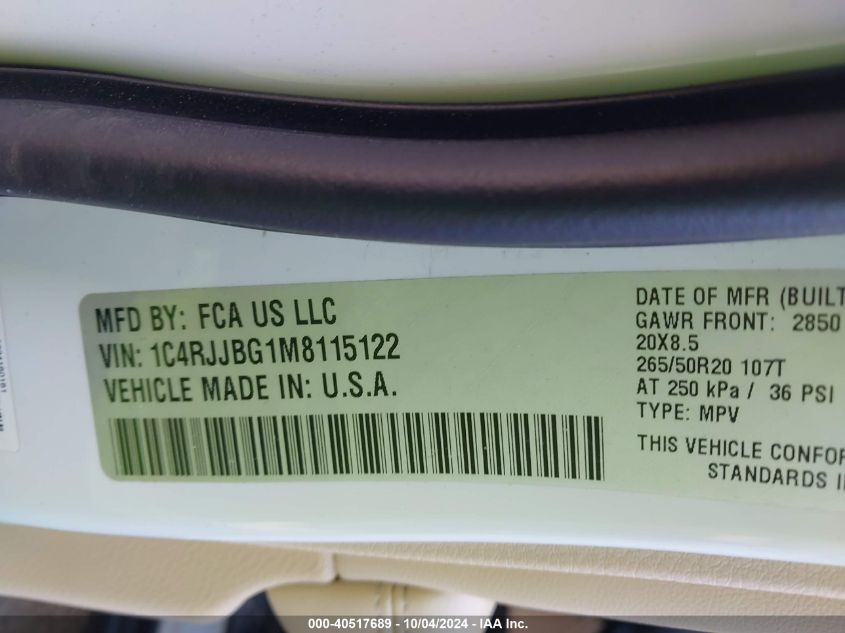 MFD BY: FCA US LLC
VIN: 1C4RJJBG1M8115122
VEHICLE MADE IN: U.S.A.
DATE OF MFR (BUILT
GAWR FRONT: 2850
20X8.5
265/50R20 107T
AT 250 kPa / 36 PSI
TYPE: MPV
THIS VEHICLE CONFOR
STANDARDS I
000-40517689 - 10/04/2024 - IAA Inc.